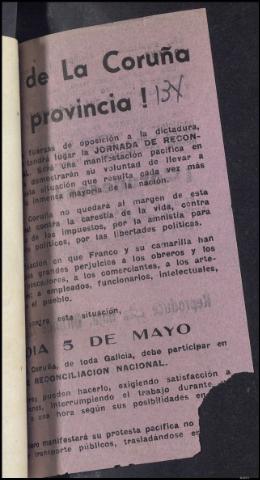 de La Coruña
provincia ! 13X
fuerzas de oposición a la dictadura,
tendrá lugar la JORNADA DE RECON-
Será una manifestación pacífica en
demostrarán su voluntad de llevar a
situación que resulta cada vez más
inmensa mayoría de la nación.
Coruña no quedará al margen de esta
contra la carestía de la vida, contra
de los impuestos, por la amnistía para
políticos, por las libertades políticas.
en que Franco y su camarilla han
grandes perjuicios a los obreros y los
pescadores, a los comerciantes, a los arte-
a empleados, funcionarios, intelectuales,
el pueblo.
esta situación,
DIA 5 DE MAYO
Coruña, de toda Galicia, debe participar en
RECONCILIACION NACIONAL.
pueden hacerlo, exigiendo satisfacción a
interrumpiendo el trabajo durante
hora según sus posibilidades en
manifestará su protesta pacífica no
transporte públicos, trasladándose